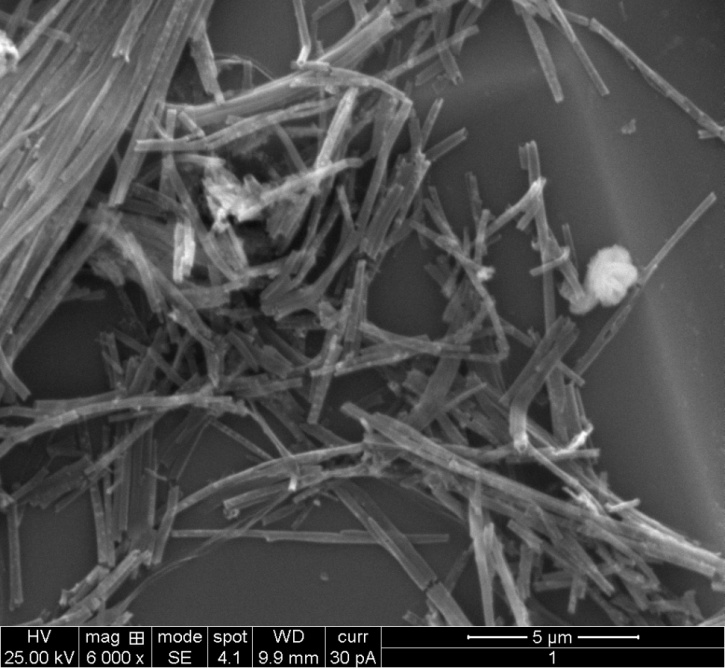 HV mag ⊞ mode spot WD curr 5 µm
25.00 kV 6 000 x SE 4.1 9.9 mm 30 pA 1